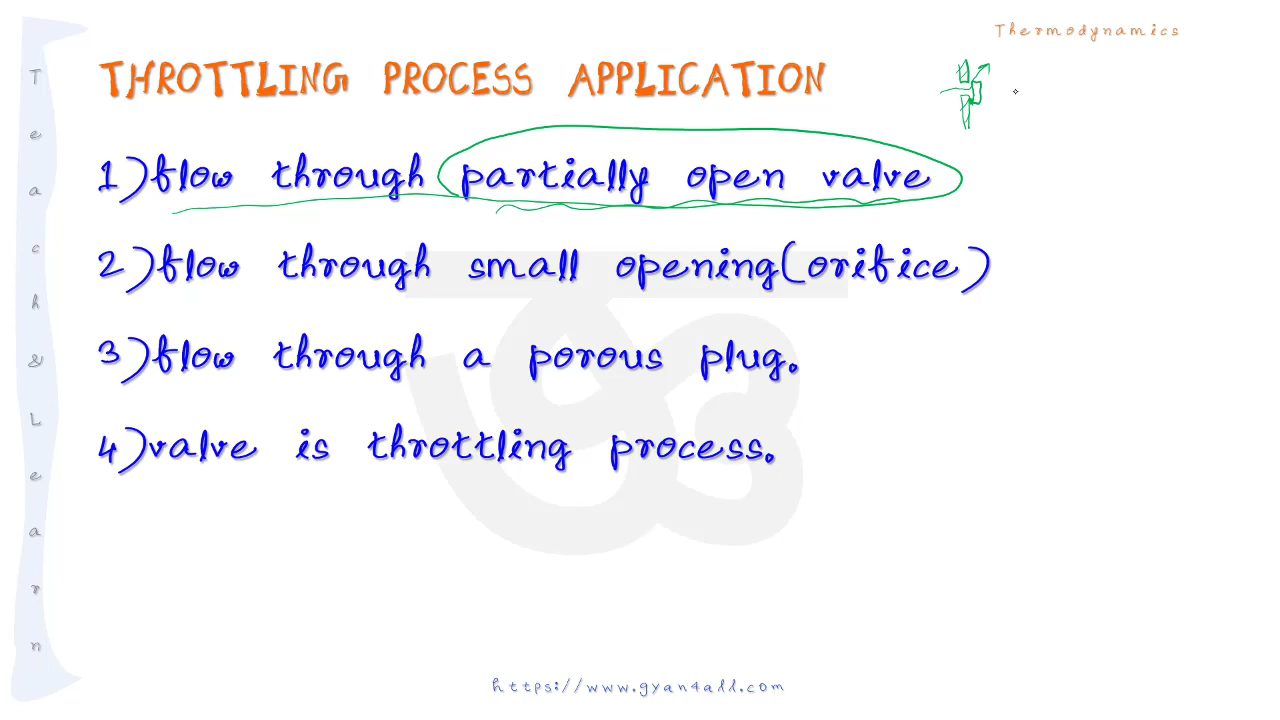 Thermodynamics
THROTTLING PROCESS APPLICATION
1)flow through partially open valve
2)flow through small opening(orifice)
3)flow through a porous plug.
4)valve is throttling process.
Teach&Learn
https://www.gyan4all.com